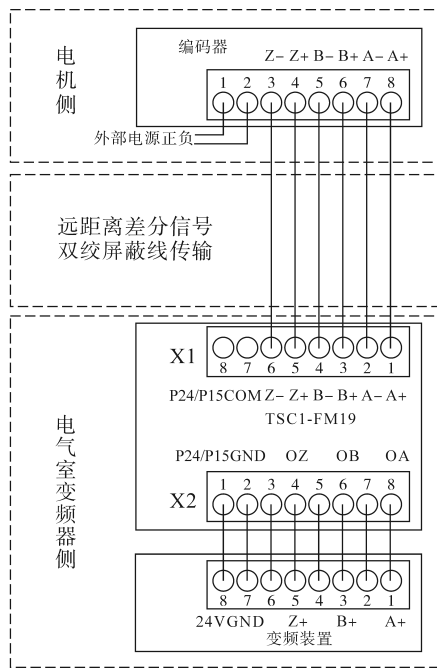 电机侧
编码器
Z- Z+ B- B+ A- A+
1 2 3 4 5 6 7 8
外部电源正负
远距离差分信号
双绞屏蔽线传输
电气室变频器侧
X1
8 7 6 5 4 3 2 1
P24/P15COM Z- Z+ B- B+ A- A+
TSC1-FM19
P24/P15GND OZ OB OA
1 2 3 4 5 6 7 8
X2
8 7 6 5 4 3 2 1
24VGND Z+ B+ A+
变频装置